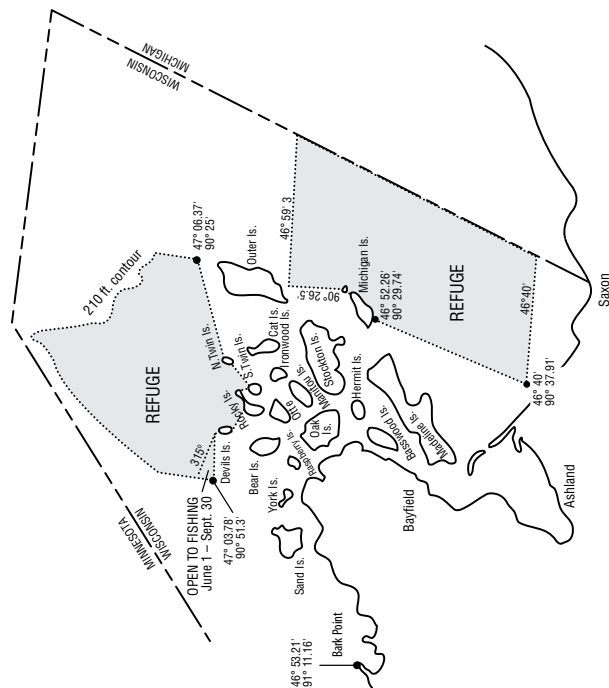 MICHIGAN
WISCONSIN
MINNESOTA
WISCONSIN
210 ft. contour
REFUGE
47° 06.37'
90° 25'
46° 59' 3
Outer Is.
N. Twin Is.
S. Twin Is.
Cat Is.
Ironwood Is.
Rocky Is.
Otte
Manitou Is.
Stockton Is.
90° 26.5'
Michigan Is.
46° 52.26'
90° 29.74'
REFUGE
46°40'
Saxon
46° 40'
90° 37.91'
315°
Devils Is.
OPEN TO FISHING
June 1 – Sept. 30
47° 03.78'
90° 51.3'
Bear Is.
Raspberry Is.
Oak
Is.
Hermit Is.
Basswood Is.
Madeline Is.
York Is.
Sand Is.
Bayfield
Ashland
Bark Point
46° 53.21'
91° 11.16'